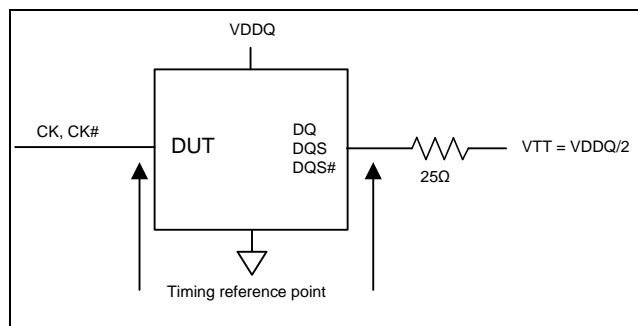 VDDQ
CK, CK#
DUT
DQ
DQS
DQS#
25Ω
VTT = VDDQ/2
Timing reference point